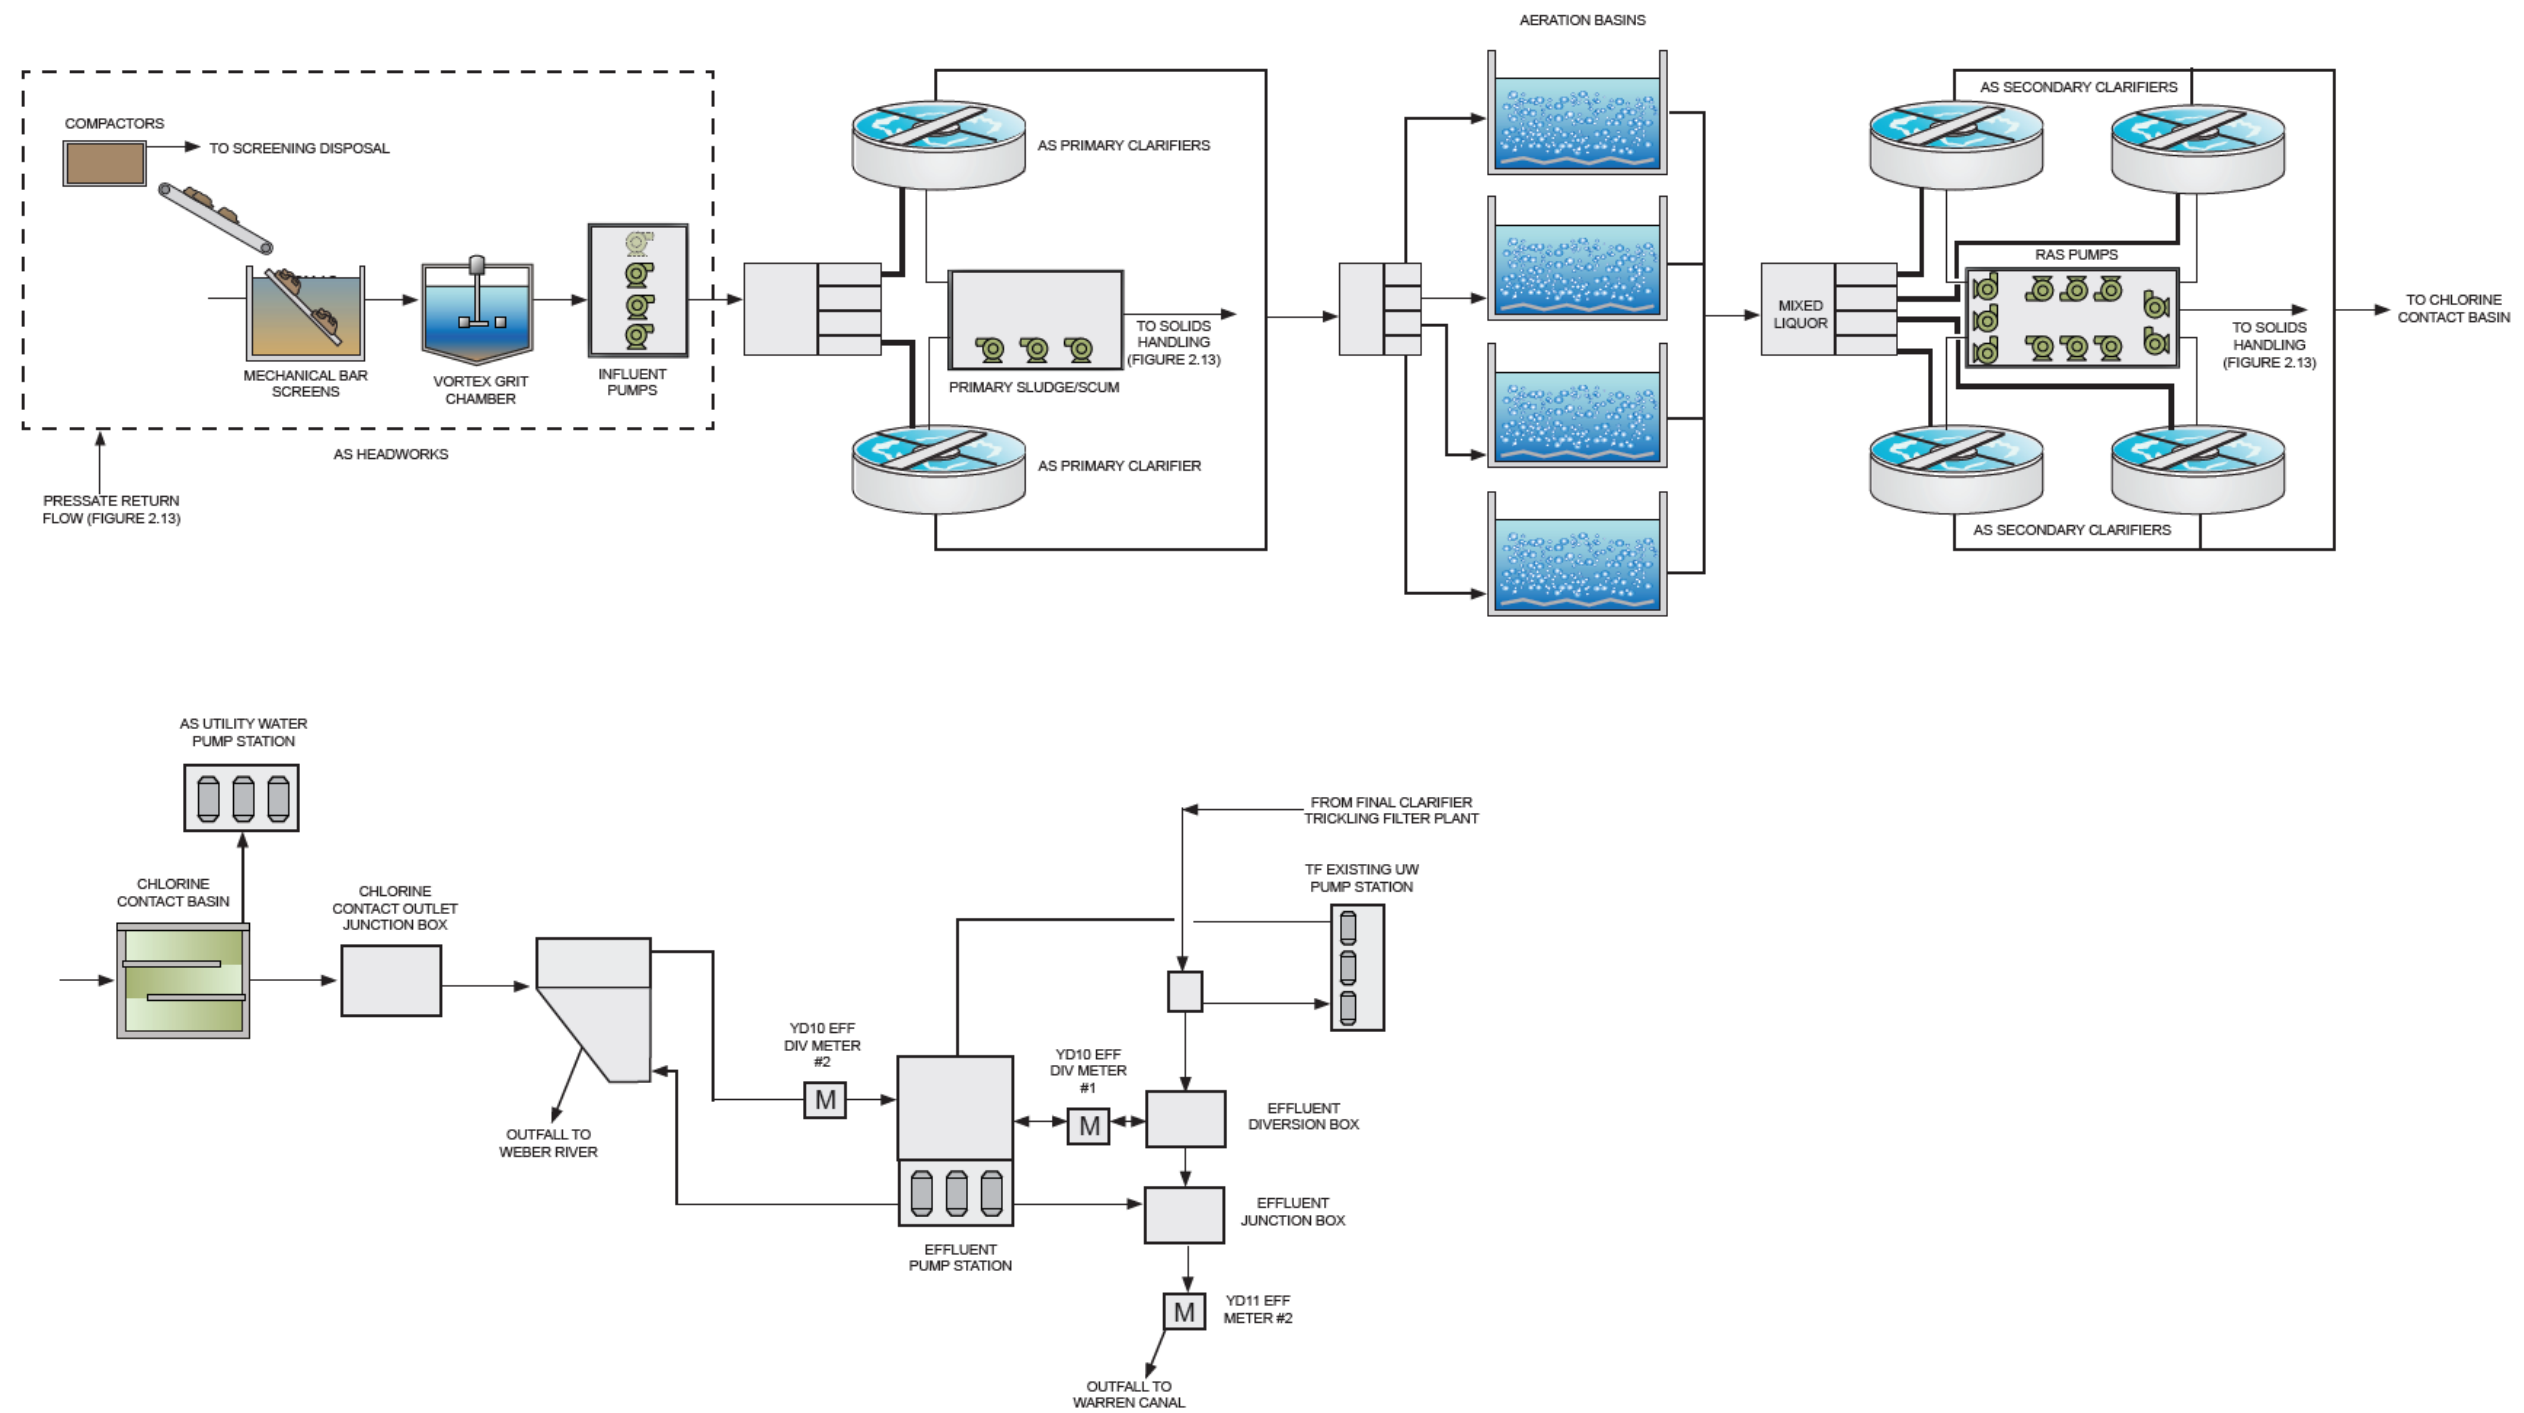 AERATION BASINS
COMPACTORS
TO SCREENING DISPOSAL
MECHANICAL BAR
SCREENS
VORTEX GRIT
CHAMBER
INFLUENT
PUMPS
AS HEADWORKS
PRESSATE RETURN
FLOW (FIGURE 2.13)
AS PRIMARY CLARIFIERS
TO SOLIDS
HANDLING
(FIGURE 2.13)
PRIMARY SLUDGE/SCUM
AS PRIMARY CLARIFIER
AS SECONDARY CLARIFIERS
RAS PUMPS
MIXED
LIQUOR
TO SOLIDS
HANDLING
(FIGURE 2.13)
TO CHLORINE
CONTACT BASIN
AS SECONDARY CLARIFIERS
AS UTILITY WATER
PUMP STATION
CHLORINE
CONTACT BASIN
CHLORINE
CONTACT OUTLET
JUNCTION BOX
OUTFALL TO
WEBER RIVER
YD10 EFF
DIV METER
#2
M
YD10 EFF
DIV METER
#1
M
FROM FINAL CLARIFIER
TRICKLING FILTER PLANT
TF EXISTING UW
PUMP STATION
EFFLUENT
DIVERSION BOX
EFFLUENT
JUNCTION BOX
EFFLUENT
PUMP STATION
M
YD11 EFF
METER #2
OUTFALL TO
WARREN CANAL